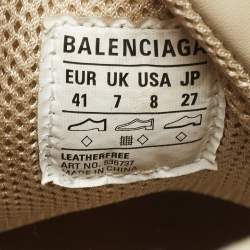 BALENCIAGA
EUR UK USA JP
41 7 8 27
LEATHERFREE
ART NO. 536737
MADE IN CHINA